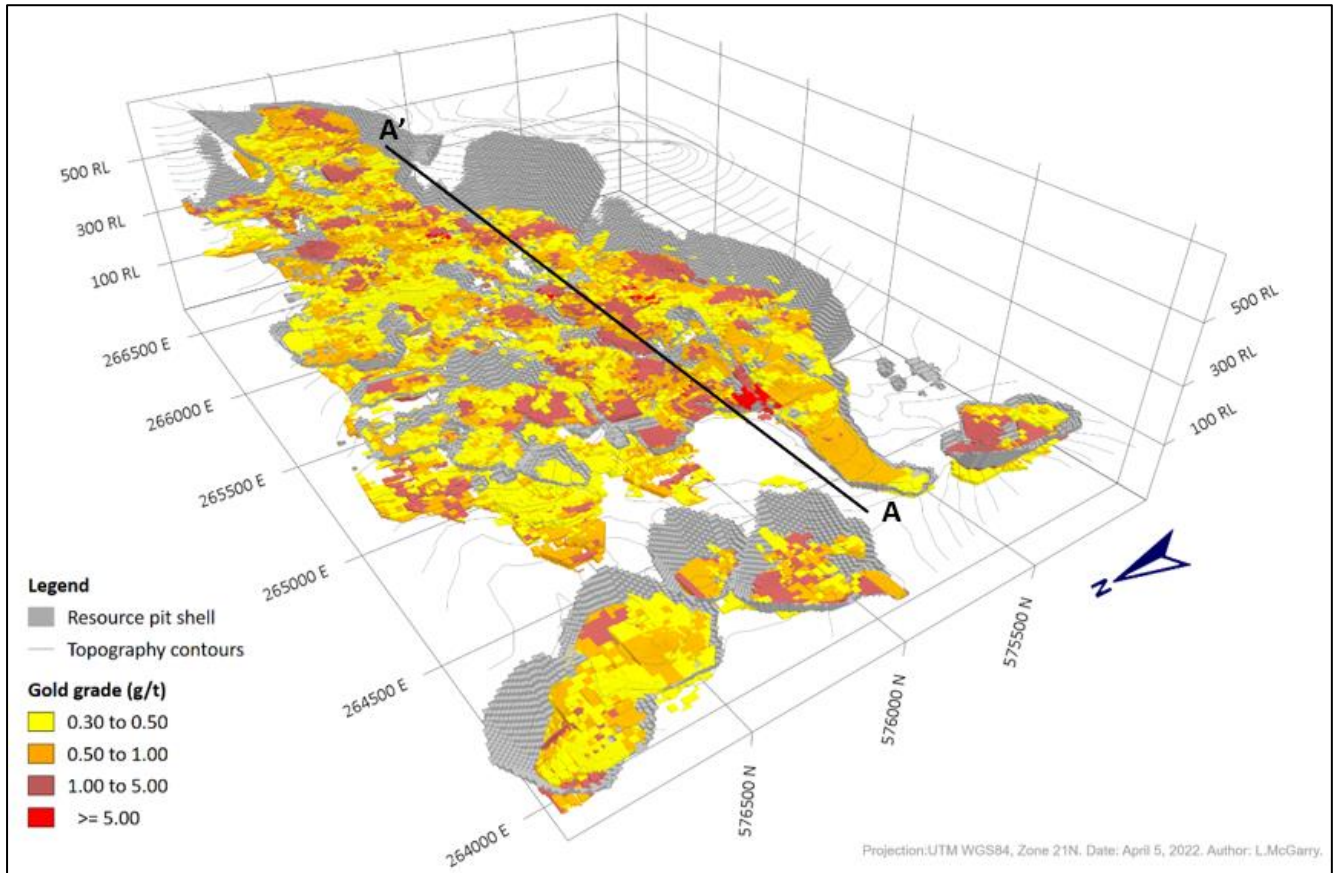 A'
500 RL
300 RL
100 RL
500 RL
300 RL
100 RL
266500 E
266000 E
265500 E
265000 E
264500 E
264000 E
A
N
575500 N
576000 N
576500 N
Legend
Resource pit shell
Topography contours
Gold grade (g/t)
0.30 to 0.50
0.50 to 1.00
1.00 to 5.00
>= 5.00
Projection:UTM WGS84, Zone 21N. Date: April 5, 2022. Author: L.McGarry.